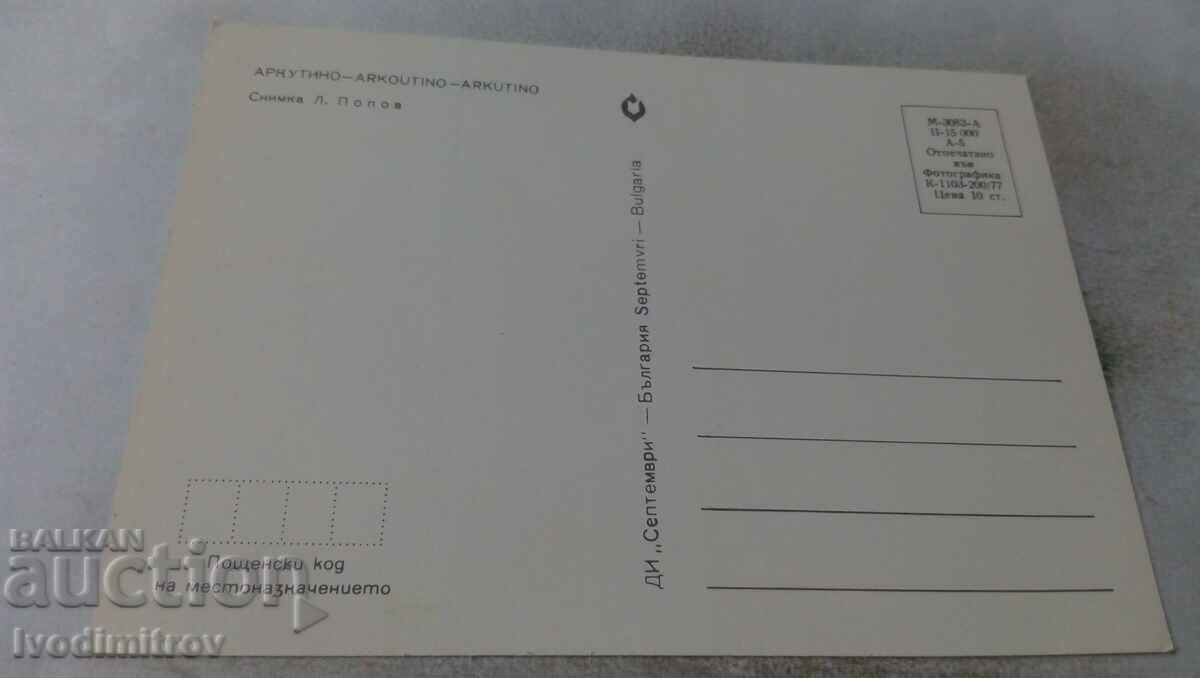 АРКУТИНО—ARKOUTINO—ARKUTINO
Снимка Л. Попов
М-3083-А
П-15 000
А-5
Отпечатано
във
Фотографика
К-1103-200/77
Цена 10 ст.
ДИ „Септември" — България Septemvri — Bulgaria
Пощенски код
на местоназначението
BALKAN
auction
Ivodimitrov